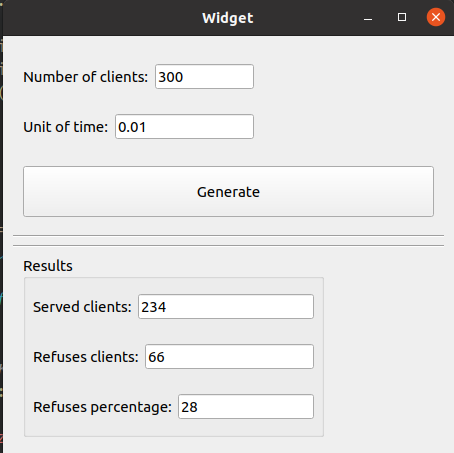 Widget
Number of clients: 300
Unit of time: 0.01
Generate
Results
Served clients: 234
Refuses clients: 66
Refuses percentage: 28